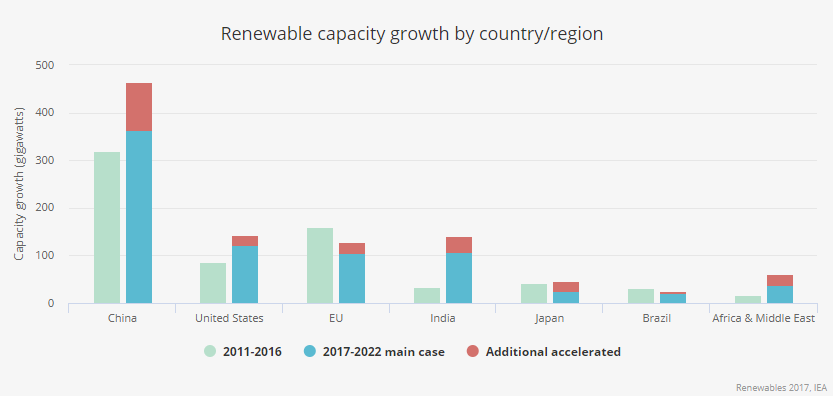 Renewable capacity growth by country/region
Capacity growth (gigawatts)
500
400
300
200
100
0
China United States EU India Japan Brazil Africa & Middle East
2011-2016 2017-2022 main case Additional accelerated
Renewables 2017, IEA